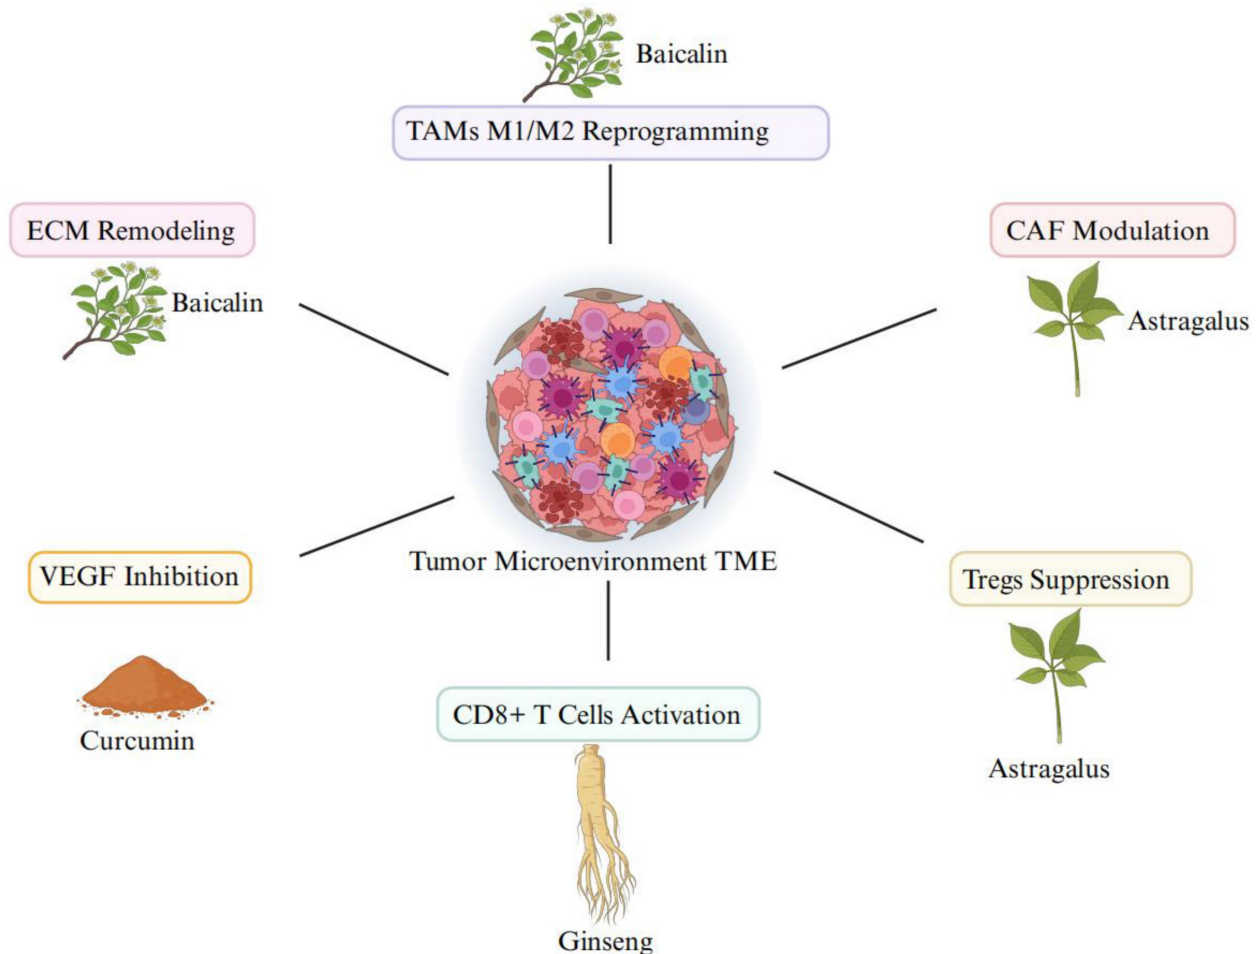 Baicalin
TAMs M1/M2 Reprogramming
ECM Remodeling
Baicalin
CAF Modulation
Astragalus
Tumor Microenvironment TME
VEGF Inhibition
Curcumin
Tregs Suppression
Astragalus
CD8+ T Cells Activation
Ginseng